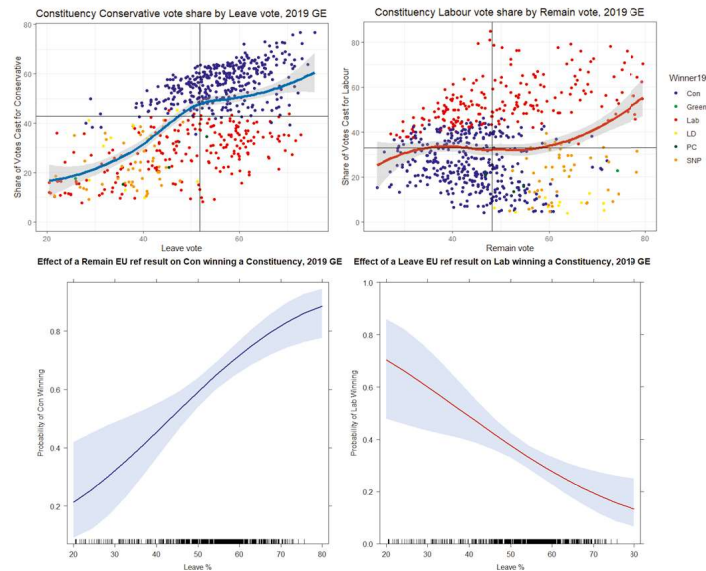 Constituency Conservative vote share by Leave vote, 2019 GE
Share of Votes Cast for Conservative
80
60
40
20
0
20
40
60
Leave vote
Constituency Labour vote share by Remain vote, 2019 GE
Share of Votes Cast for Labour
80
60
40
20
0
20
40
60
80
Remain vote
Winner19
Con
Green
Lab
LD
PC
SNP
Effect of a Remain EU ref result on Con winning a Constituency, 2019 GE
Probability of Con Winning
0.8
0.6
0.4
0.2
20
30
40
50
60
70
80
Leave %
Effect of a Leave EU ref result on Lab winning a Constituency, 2019 GE
Probability of Lab Winning
1.0
0.8
0.6
0.4
0.2
0.0
20
30
40
50
60
70
80
Leave %